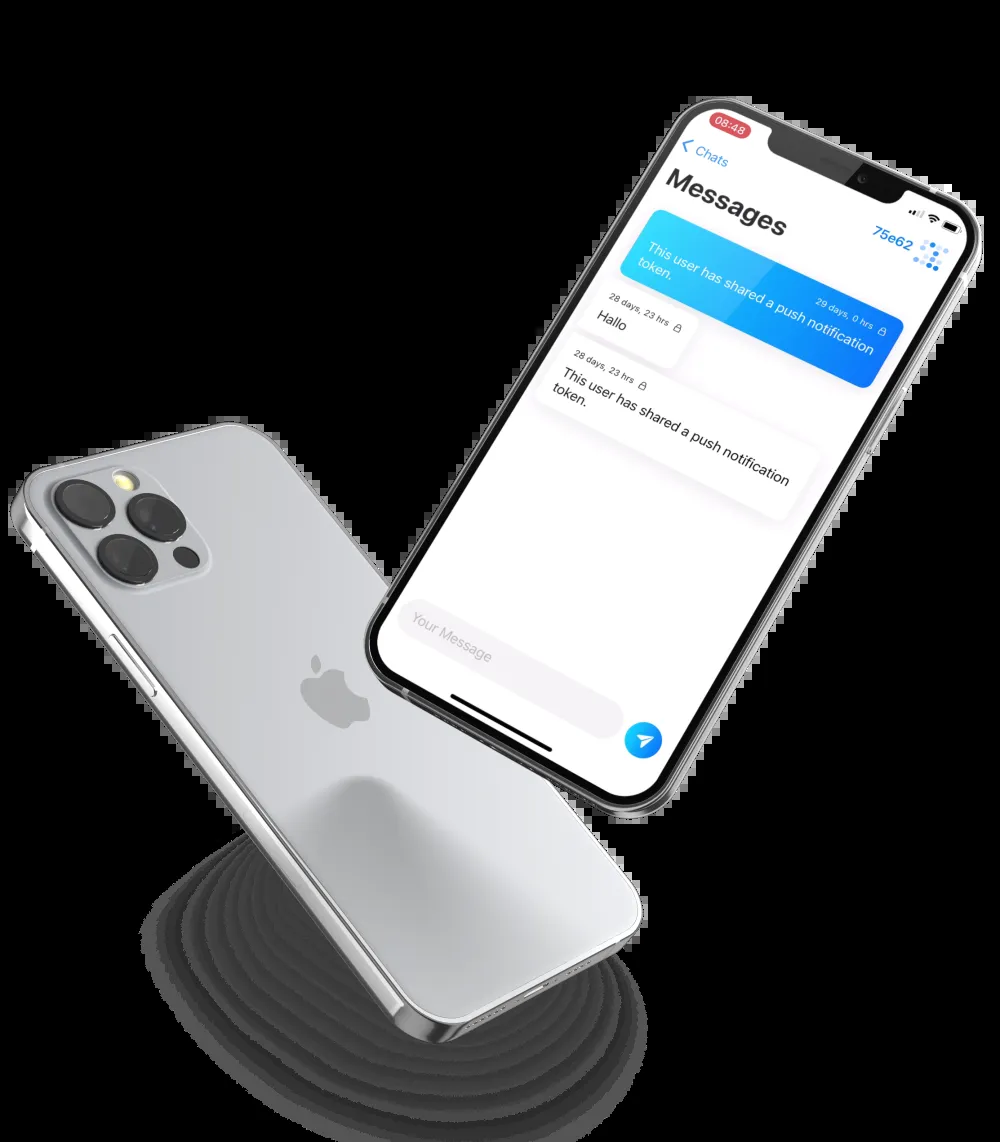 08:48
Chats
Messages
75e62
29 days, 0 hrs
This user has shared a push notification
token.
28 days, 23 hrs
Hallo
28 days, 23 hrs
This user has shared a push notification
token.
Your Message